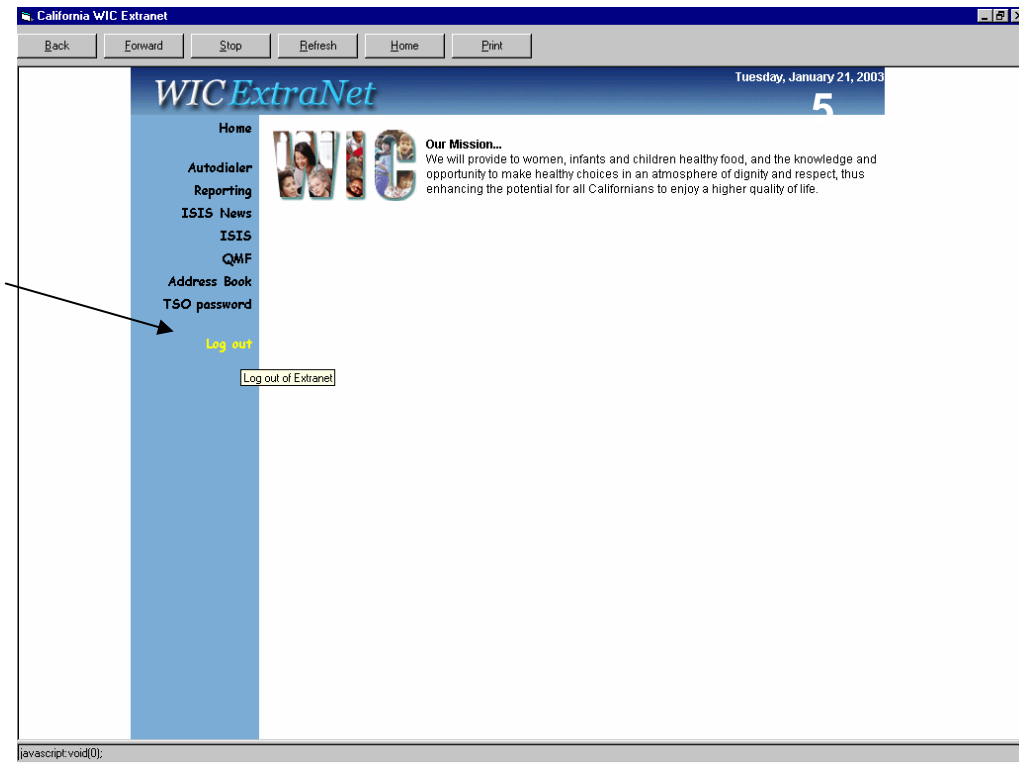 California WIC Extranet
Back Forward Stop Refresh Home Print
WIC ExtraNet
Tuesday, January 21, 2003
5
Home
Autodialer
Reporting
ISIS News
ISIS
QMF
Address Book
TSO password
Log out
Log out of Extranet
WIC
Our Mission...
We will provide to women, infants and children healthy food, and the knowledge and
opportunity to make healthy choices in an atmosphere of dignity and respect, thus
enhancing the potential for all Californians to enjoy a higher quality of life.
javascript:void(0);